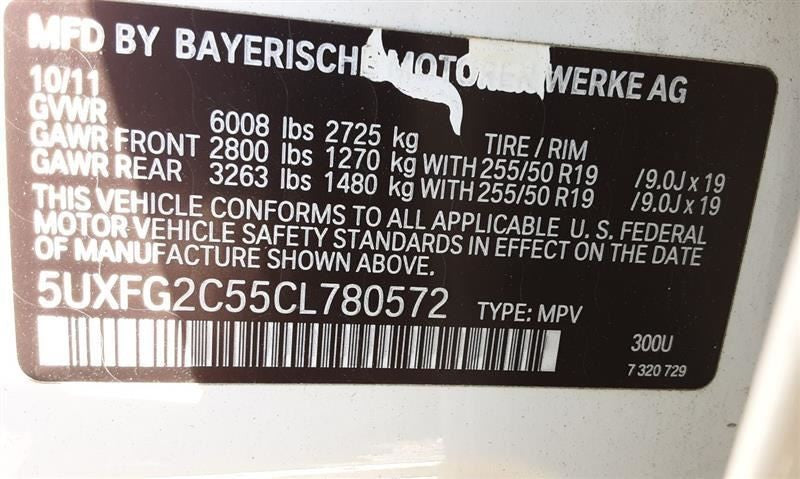 MFD BY BAYERISCHE MOTOREN WERKE AG
10/11
GVWR 6008 lbs 2725 kg TIRE / RIM
GAWR FRONT 2800 lbs 1270 kg WITH 255/50 R19 /9.0J x 19
GAWR REAR 3263 lbs 1480 kg WITH 255/50 R19 /9.0J x 19
THIS VEHICLE CONFORMS TO ALL APPLICABLE U. S. FEDERAL
MOTOR VEHICLE SAFETY STANDARDS IN EFFECT ON THE DATE
OF MANUFACTURE SHOWN ABOVE.
5UXFG2C55CL780572 TYPE: MPV
300U
7 320 729